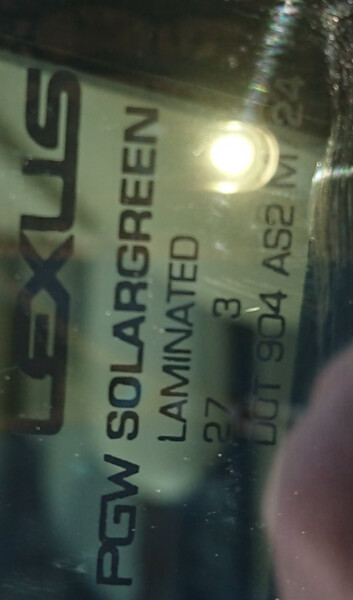 LEXUS
PGW SOLARGREEN
LAMINATED
27 3
DOT 904 AS2 M 24